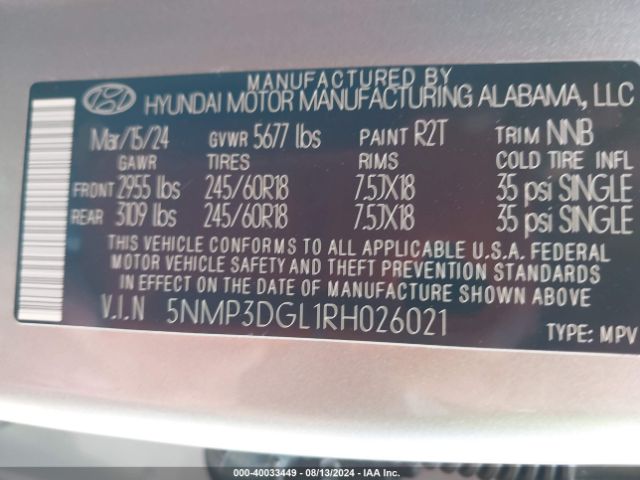 MANUFACTURED BY
HYUNDAI MOTOR MANUFACTURING ALABAMA, LLC
Mar/15/24 GVWR 5677 lbs PAINT R2T TRIM NNB
GAWR TIRES RIMS COLD TIRE INFL
FRONT 2955 lbs 245/60R18 7.5JX18 35 psi SINGLE
REAR 3109 lbs 245/60R18 7.5JX18 35 psi SINGLE
THIS VEHICLE CONFORMS TO ALL APPLICABLE U.S.A. FEDERAL
MOTOR VEHICLE SAFETY AND THEFT PREVENTION STANDARDS
IN EFFECT ON THE DATE OF MANUFACTURE SHOWN ABOVE
V.I.N 5NMP3DGL1RH026021
TYPE: MPV
000-40033449 - 08/13/2024 - IAA Inc.